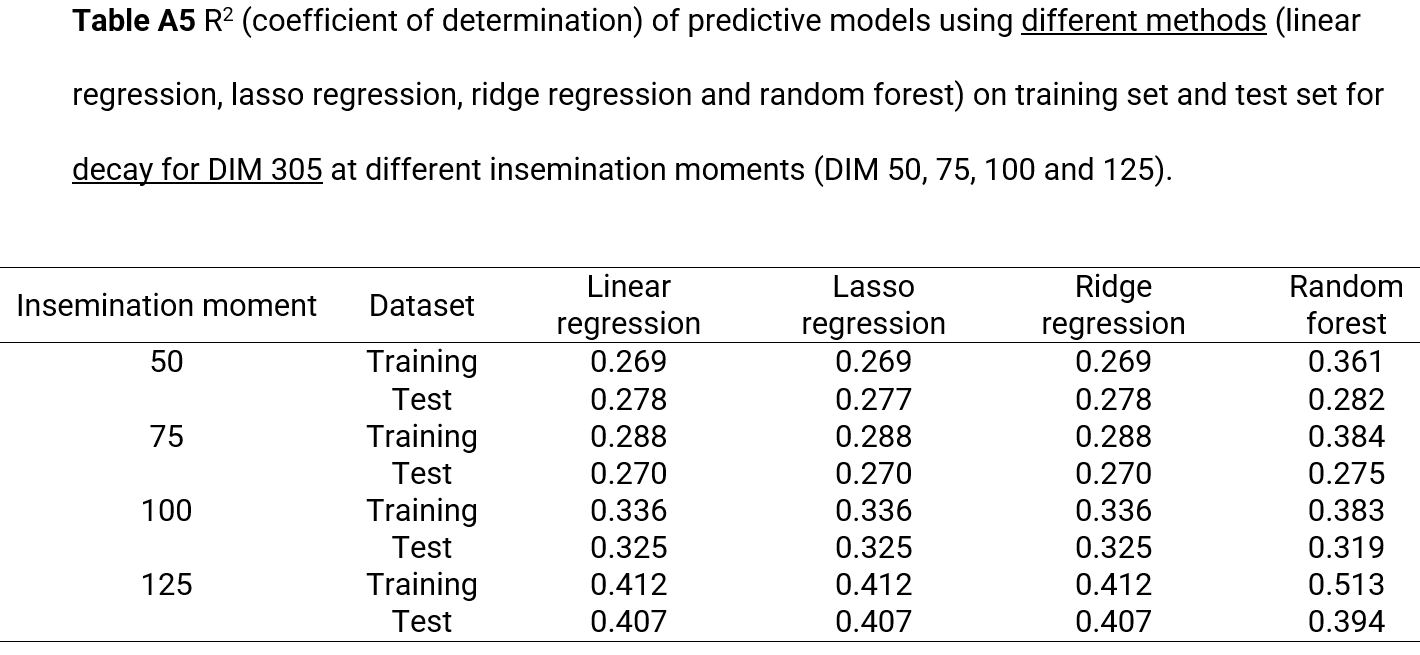 Table A5 R² (coefficient of determination) of predictive models using different methods (linear
regression, lasso regression, ridge regression and random forest) on training set and test set for
decay for DIM 305 at different insemination moments (DIM 50, 75, 100 and 125).
Insemination moment Dataset Linear regression Lasso regression Ridge regression Random forest
50 Training 0.269 0.269 0.269 0.361
Test 0.278 0.277 0.278 0.282
75 Training 0.288 0.288 0.288 0.384
Test 0.270 0.270 0.270 0.275
100 Training 0.336 0.336 0.336 0.383
Test 0.325 0.325 0.325 0.319
125 Training 0.412 0.412 0.412 0.513
Test 0.407 0.407 0.407 0.394